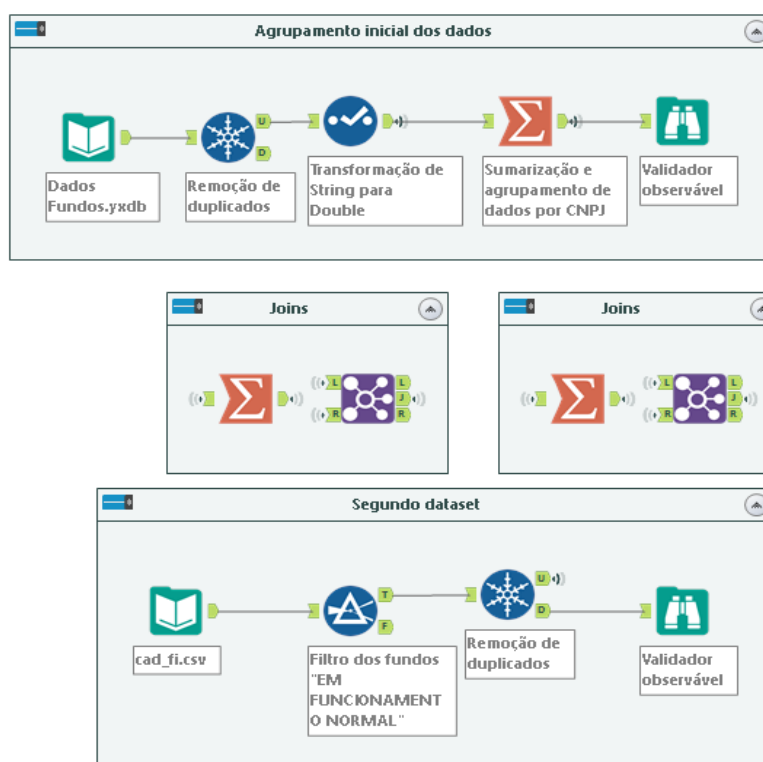 Agrupamento inicial dos dados
U
D
Dados
Fundos.yxdb
Remoção de
duplicados
Transformação de
String para
Double
Sumarização e
agrupamento de
dados por CNPJ
Validador
observável
Joins
L
R
L
J
R
Joins
L
R
L
J
R
Segundo dataset
T
F
U
D
cad_fi.csv
Filtro dos fundos
"EM
FUNCIONAMENT
O NORMAL"
Remoção de
duplicados
Validador
observável